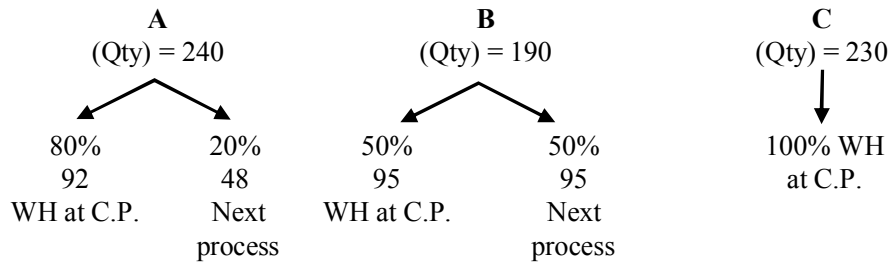 A
(Qty) = 240
80%
92
WH at C.P.
20%
48
Next
process
B
(Qty) = 190
50%
95
WH at C.P.
50%
95
Next
process
C
(Qty) = 230
100% WH
at C.P.